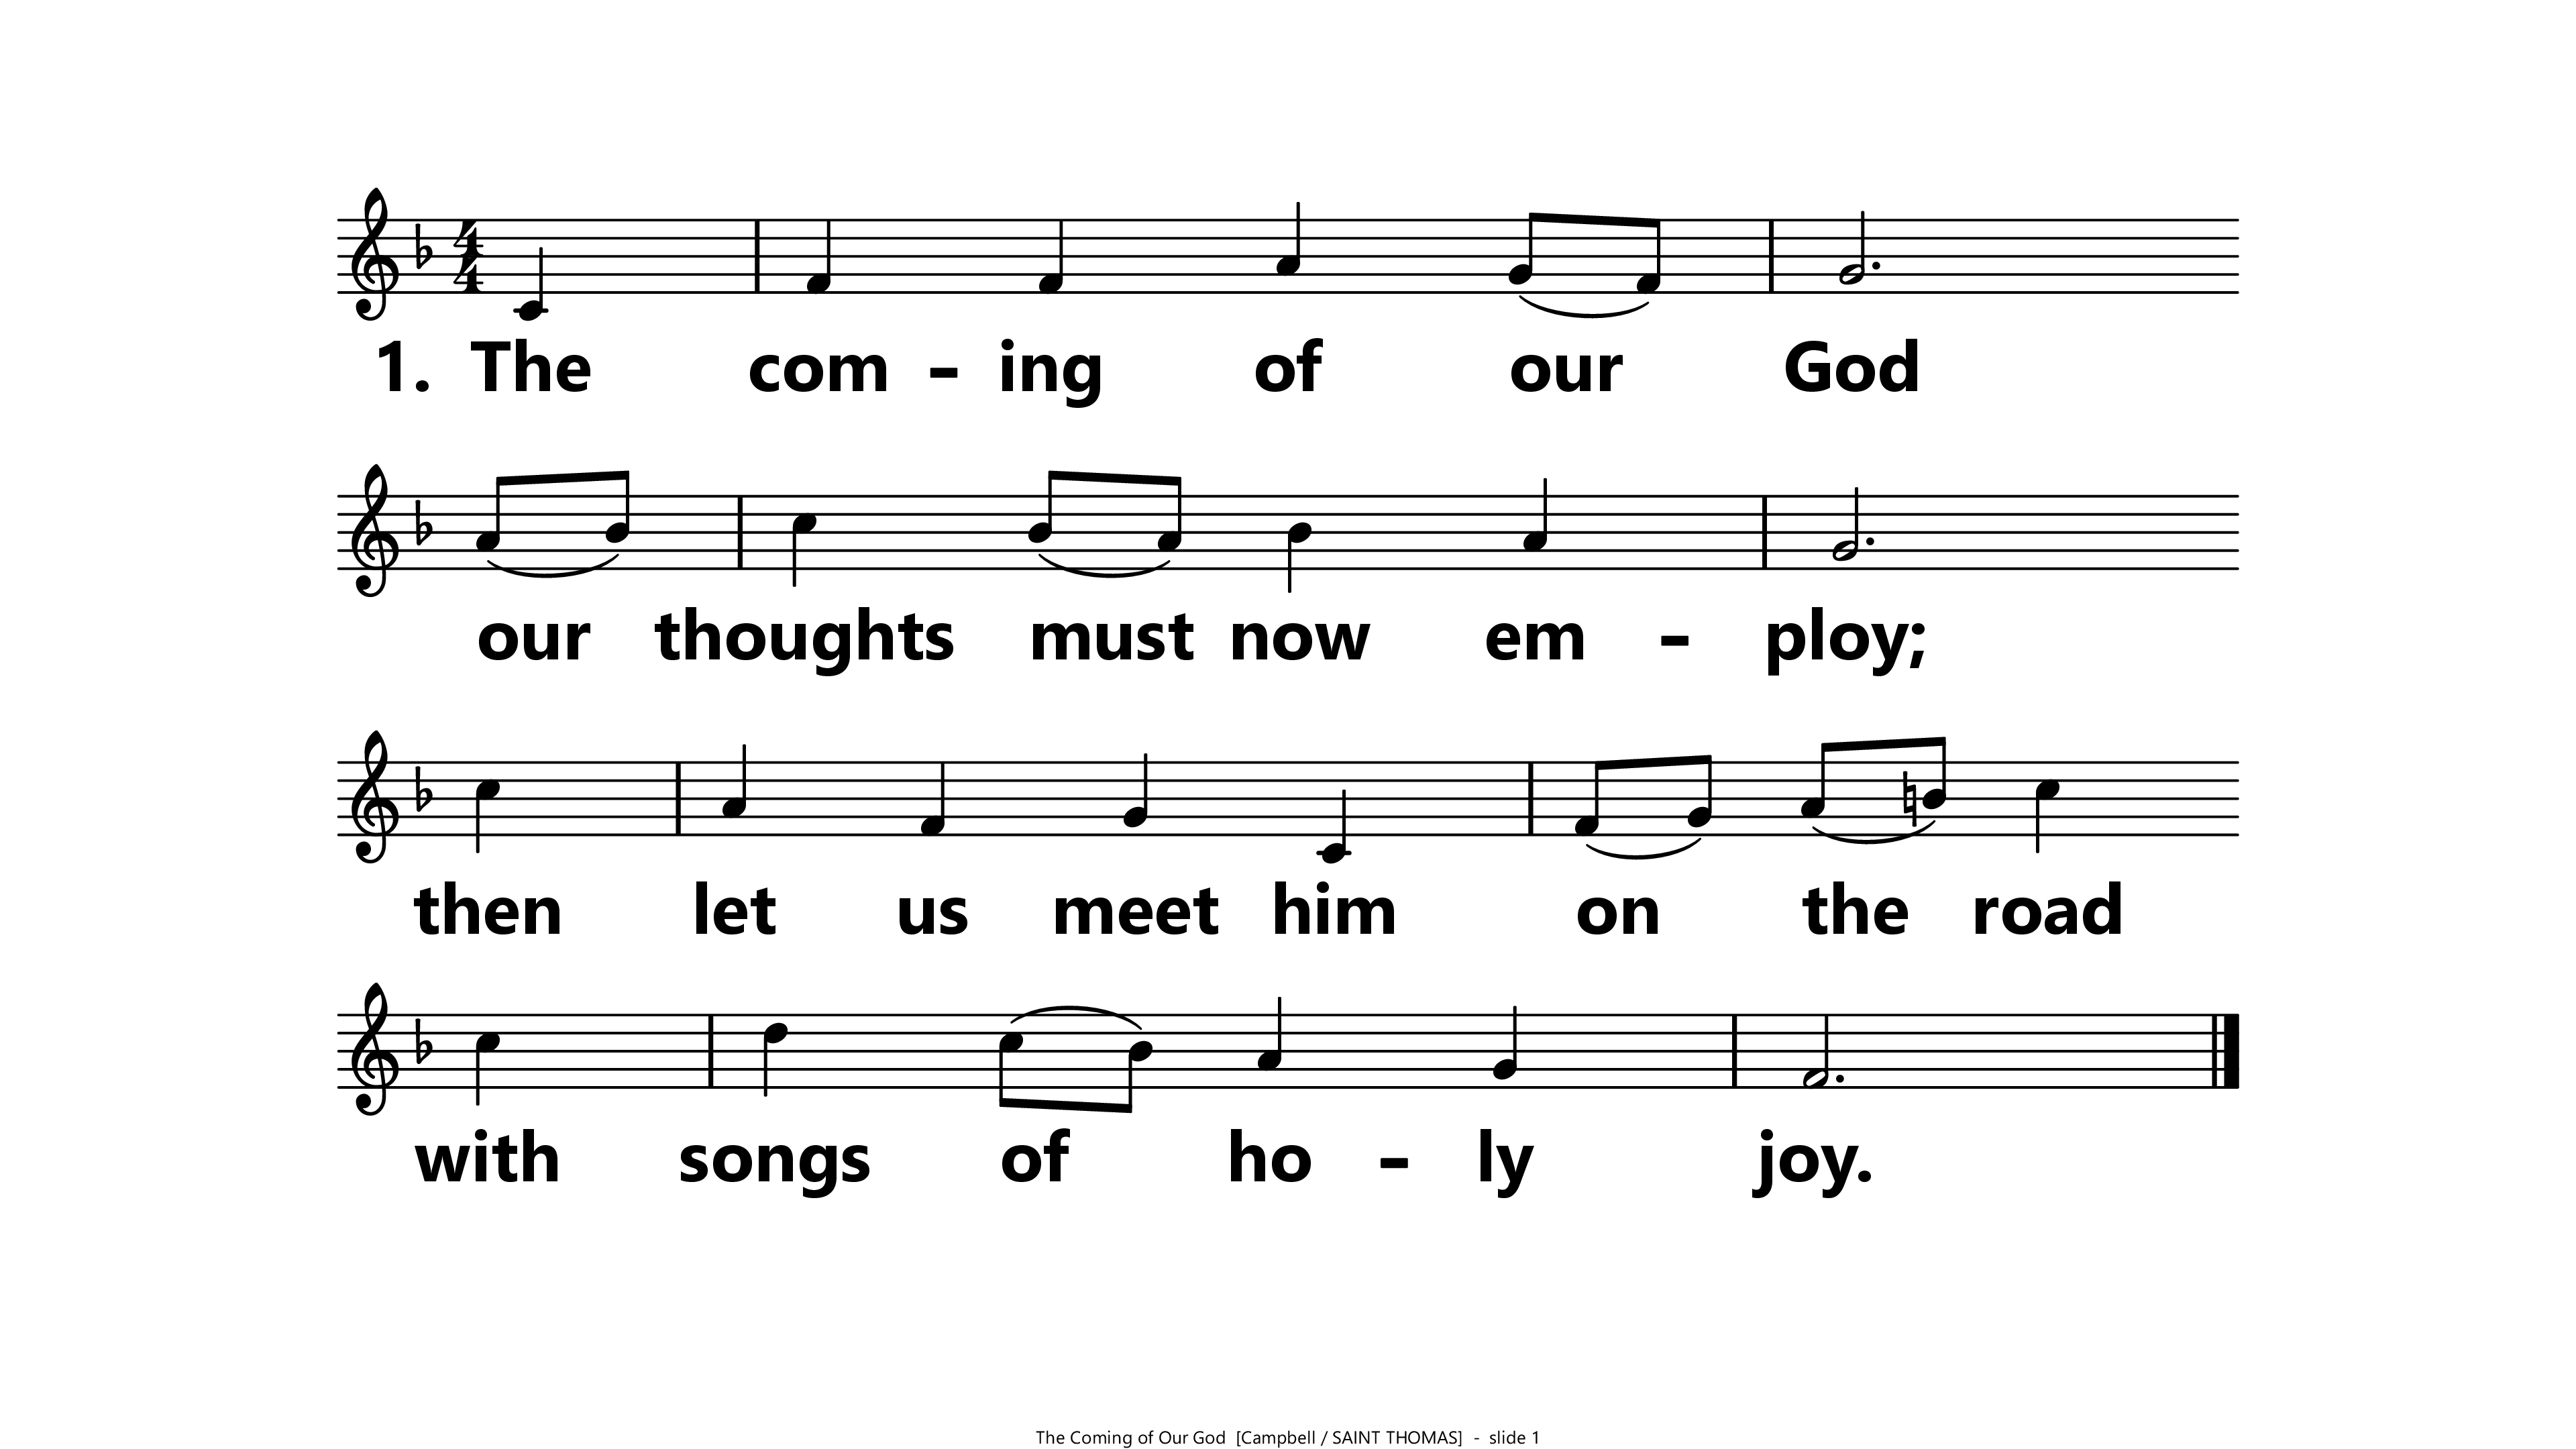 1. The com - ing of our God
our thoughts must now em - ploy;
then let us meet him on the road
with songs of ho - ly joy.
The Coming of Our God [Campbell / SAINT THOMAS] - slide 1